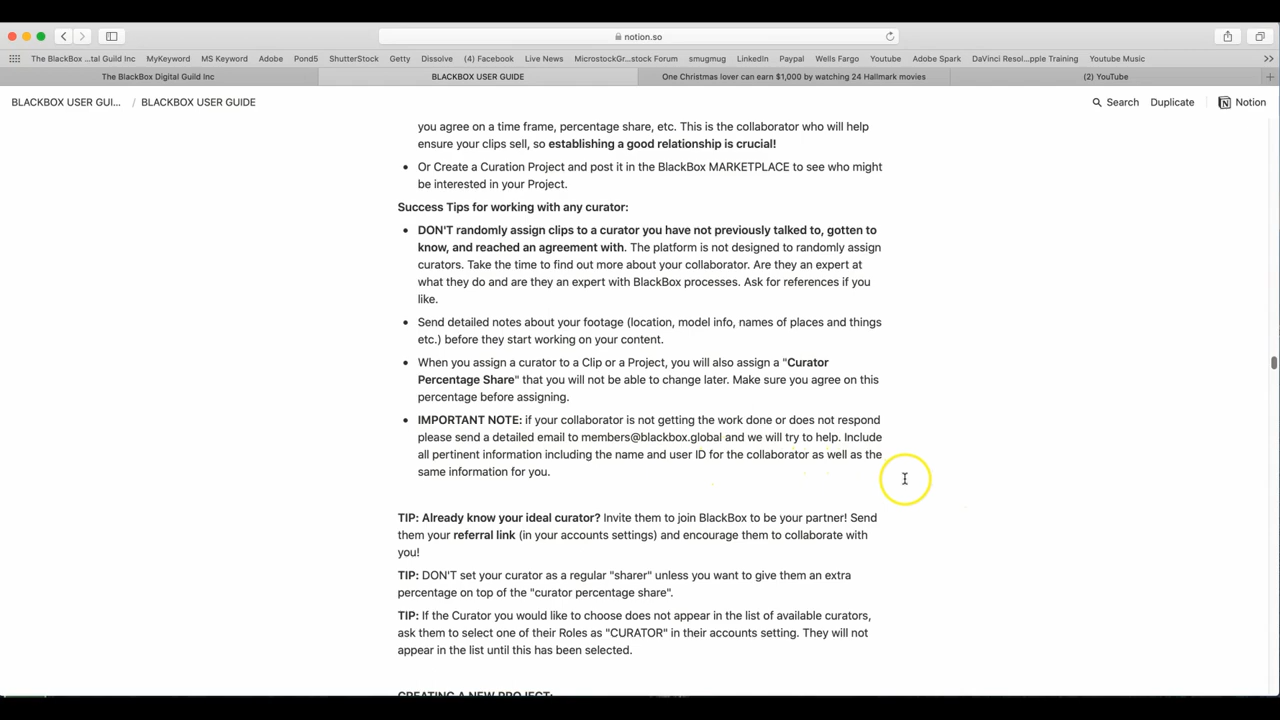 notion.so
The BlackBox ...tal Guild Inc MyKeyword MS Keyword Adobe Pond5 ShutterStock Getty Dissolve (4) Facebook Live News MicrostockGr...stock Forum smugmug LinkedIn Paypal Wells Fargo Youtube Adobe Spark DaVinci Resol...pple Training Youtube Music
The BlackBox Digital Guild Inc BLACKBOX USER GUIDE One Christmas lover can earn $1,000 by watching 24 Hallmark movies (2) YouTube
BLACKBOX USER GUI... / BLACKBOX USER GUIDE Search Duplicate Notion
you agree on a time frame, percentage share, etc. This is the collaborator who will help
ensure your clips sell, so establishing a good relationship is crucial!
• Or Create a Curation Project and post it in the BlackBox MARKETPLACE to see who might
be interested in your Project.
Success Tips for working with any curator:
• DON'T randomly assign clips to a curator you have not previously talked to, gotten to
know, and reached an agreement with. The platform is not designed to randomly assign
curators. Take the time to find out more about your collaborator. Are they an expert at
what they do and are they an expert with BlackBox processes. Ask for references if you
like.
• Send detailed notes about your footage (location, model info, names of places and things
etc.) before they start working on your content.
• When you assign a curator to a Clip or a Project, you will also assign a "Curator
Percentage Share" that you will not be able to change later. Make sure you agree on this
percentage before assigning.
• IMPORTANT NOTE: if your collaborator is not getting the work done or does not respond
please send a detailed email to members@blackbox.global and we will try to help. Include
all pertinent information including the name and user ID for the collaborator as well as the
same information for you.
TIP: Already know your ideal curator? Invite them to join BlackBox to be your partner! Send
them your referral link (in your accounts settings) and encourage them to collaborate with
you!
TIP: DON'T set your curator as a regular "sharer" unless you want to give them an extra
percentage on top of the "curator percentage share".
TIP: If the Curator you would like to choose does not appear in the list of available curators,
ask them to select one of their Roles as "CURATOR" in their accounts setting. They will not
appear in the list until this has been selected.
CREATING A NEW PROJECT: